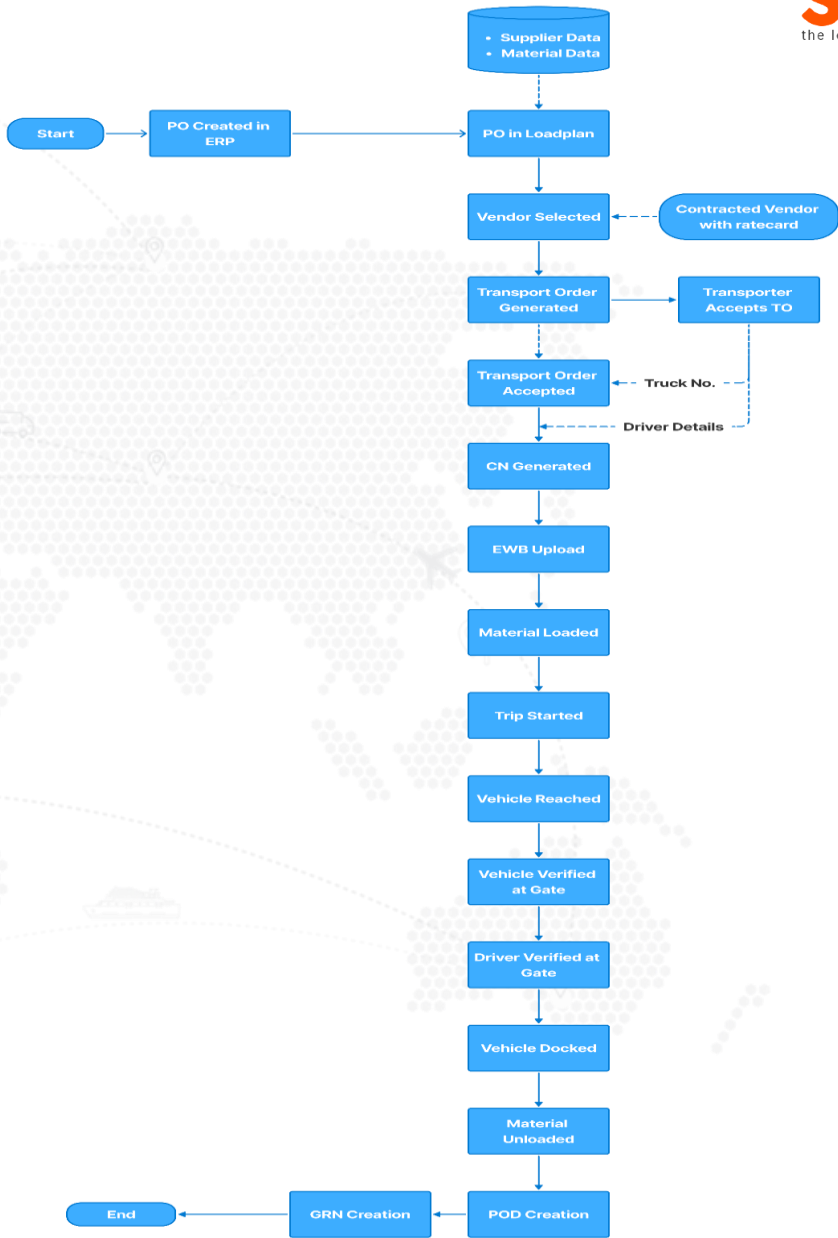 • Supplier Data
• Material Data
the lo
Start
PO Created in
ERP
PO in Loadplan
Vendor Selected
Contracted Vendor
with ratecard
Transport Order
Generated
Transporter
Accepts TO
Transport Order
Accepted
Truck No.
Driver Details
CN Generated
EWB Upload
Material Loaded
Trip Started
Vehicle Reached
Vehicle Verified
at Gate
Driver Verified at
Gate
Vehicle Docked
Material
Unloaded
End
GRN Creation
POD Creation